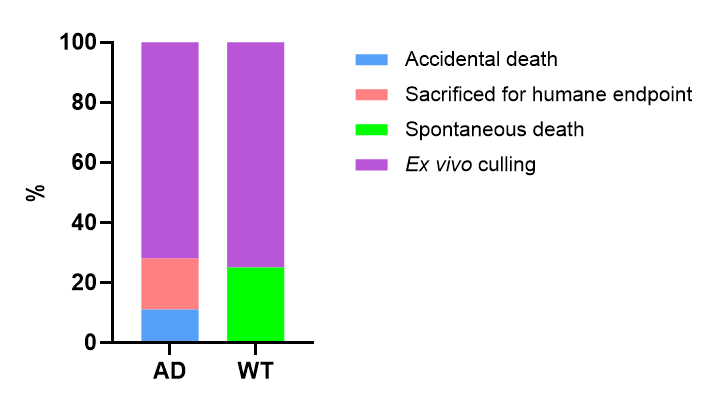 100
80
60
40
20
0
%
AD
WT
Accidental death
Sacrificed for humane endpoint
Spontaneous death
Ex vivo culling